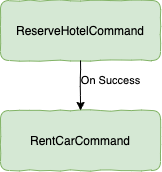 ReserveHotelCommand
On Success
RentCarCommand